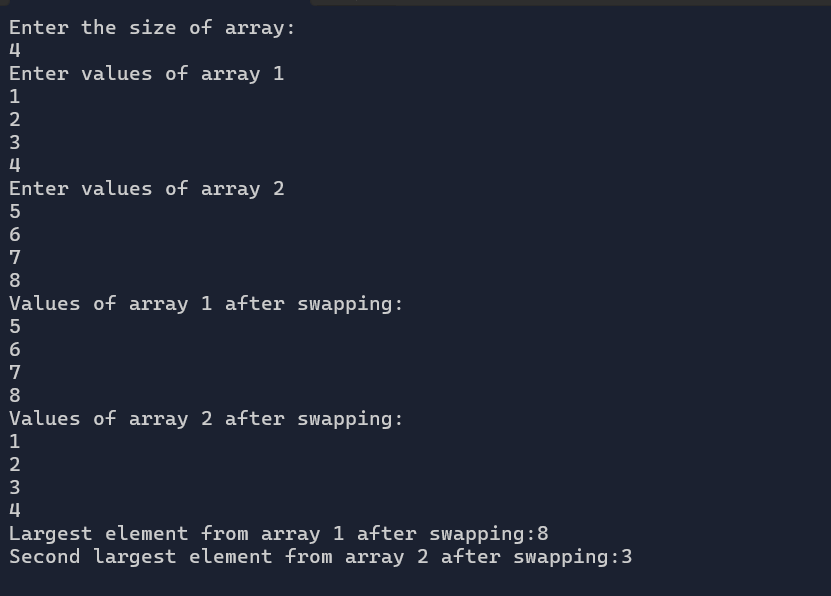 Enter the size of array:
4
Enter values of array 1
1
2
3
4
Enter values of array 2
5
6
7
8
Values of array 1 after swapping:
5
6
7
8
Values of array 2 after swapping:
1
2
3
4
Largest element from array 1 after swapping:8
Second largest element from array 2 after swapping:3